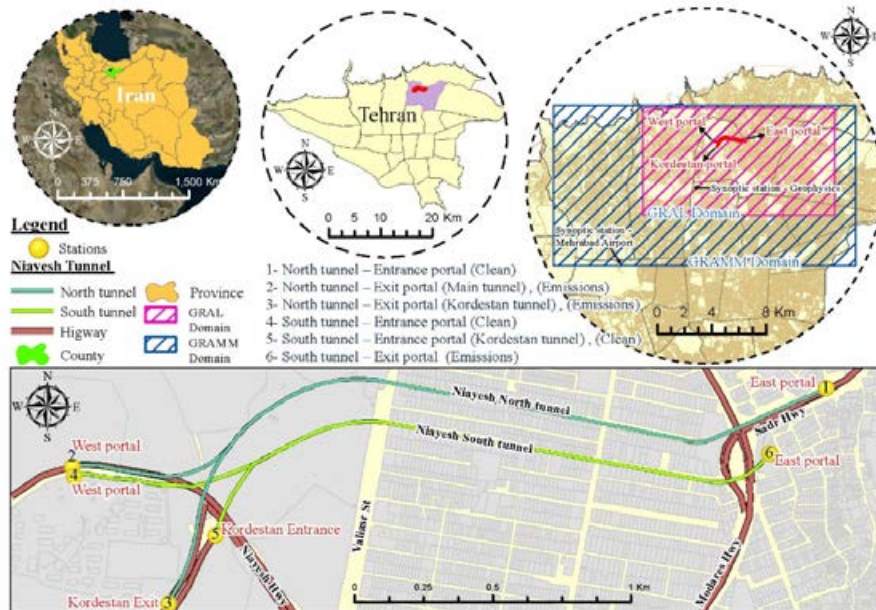 Iran
N
W
E
S
0 375 750 1,500 Km
Tehran
N
W
E
S
0 10 20 Km
N
W
E
S
West portal
East portal
Kordestan portal
Synoptic station - Geophysics
GRAL Domain
Synoptic station -
Mehrabad Airport
GRAMM Domain
0 2 4 8 Km
Legend
Stations
Niayesh Tunnel
North tunnel
South tunnel
Higway
County
Province
GRAL
Domain
GRAMM
Domain
1- North tunnel – Entrance portal (Clean)
2- North tunnel – Exit portal (Main tunnel) , (Emissions)
3- North tunnel – Exit portal (Kordestan tunnel) , (Emissions)
4- South tunnel – Entrance portal (Clean)
5- South tunnel – Entrance portal (Kordestan tunnel) , (Clean)
6- South tunnel – Exit portal (Emissions)
N
W
E
S
East portal
1
Sadr Hwy
Niayesh North tunnel
Niayesh South tunnel
West portal
2
4
West portal
6
East portal
5
Kordestan Entrance
Niayesh Hwy
Valiasr St
Modares Hwy
Kordestan Exit
3
0 0.25 0.5 1 Km